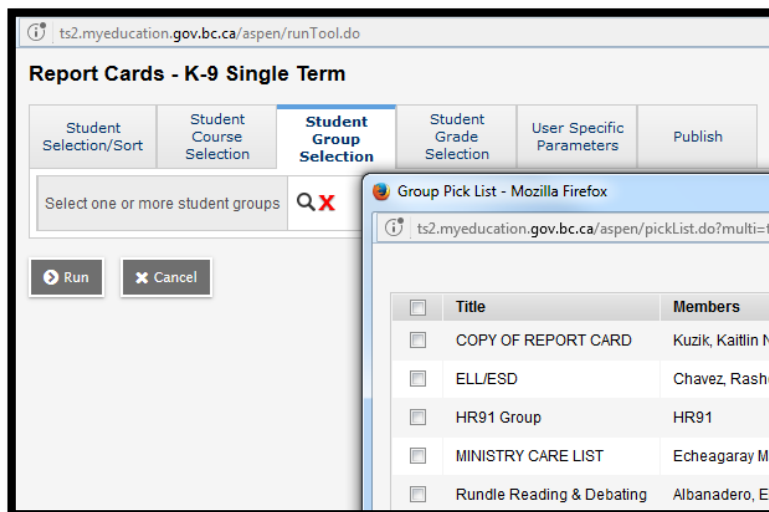 ts2.myeducation.gov.bc.ca/aspen/runTool.do
Report Cards - K-9 Single Term
Student Selection/Sort
Student Course Selection
Student Group Selection
Student Grade Selection
User Specific Parameters
Publish
Select one or more student groups
Run
Cancel
Group Pick List - Mozilla Firefox
ts2.myeducation.gov.bc.ca/aspen/pickList.do?multi=
Title Members
COPY OF REPORT CARD Kuzik, Kaitlin
ELL/ESD Chavez, Rash
HR91 Group HR91
MINISTRY CARE LIST Echeagaray M
Rundle Reading & Debating Albanadero, E